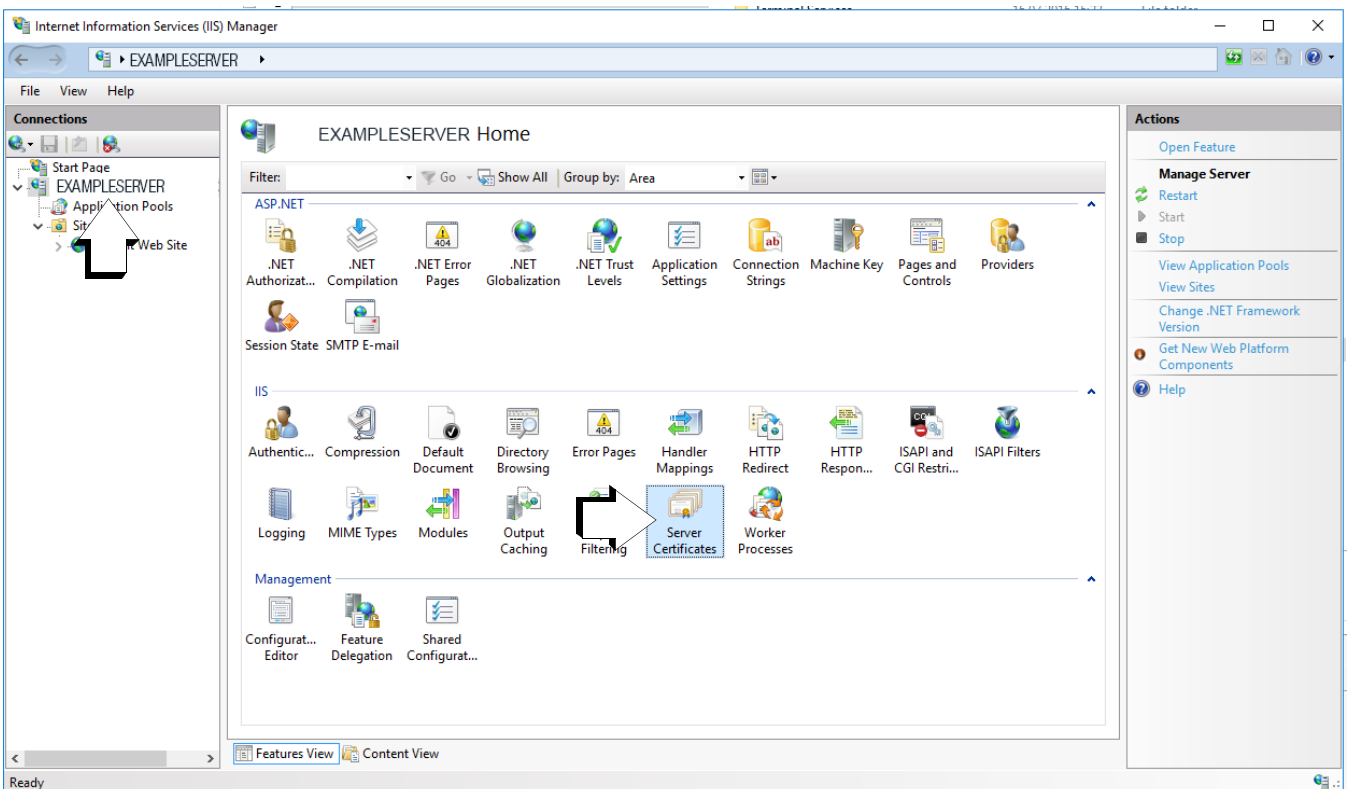 Internet Information Services (IIS) Manager
EXAMPLESERVER
File View Help
Connections
Start Page
EXAMPLESERVER
Application Pools
Web Site
EXAMPLESERVER Home
Filter: Go Show All Group by: Area
ASP.NET
.NET Authorizat...
.NET Compilation
.NET Error Pages
.NET Globalization
.NET Trust Levels
Application Settings
Connection Strings
Machine Key
Pages and Controls
Providers
Session State
SMTP E-mail
IIS
Authentic...
Compression
Default Document
Directory Browsing
Error Pages
Handler Mappings
HTTP Redirect
HTTP Respon...
ISAPI and CGI Restri...
ISAPI Filters
Logging
MIME Types
Modules
Output Caching
Filtering
Server Certificates
Worker Processes
Management
Configurat... Editor
Feature Delegation
Shared Configurat...
Features View Content View
Actions
Open Feature
Manage Server
Restart
Start
Stop
View Application Pools
View Sites
Change .NET Framework
Version
Get New Web Platform
Components
Help
Ready